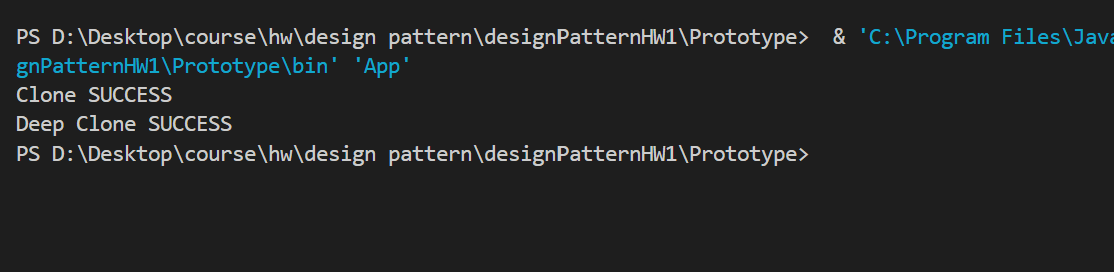 PS D:\Desktop\course\hw\design pattern\designPatternHW1\Prototype>  & 'C:\Program Files\Java
gnPatternHW1\Prototype\bin' 'App'
Clone SUCCESS
Deep Clone SUCCESS
PS D:\Desktop\course\hw\design pattern\designPatternHW1\Prototype>